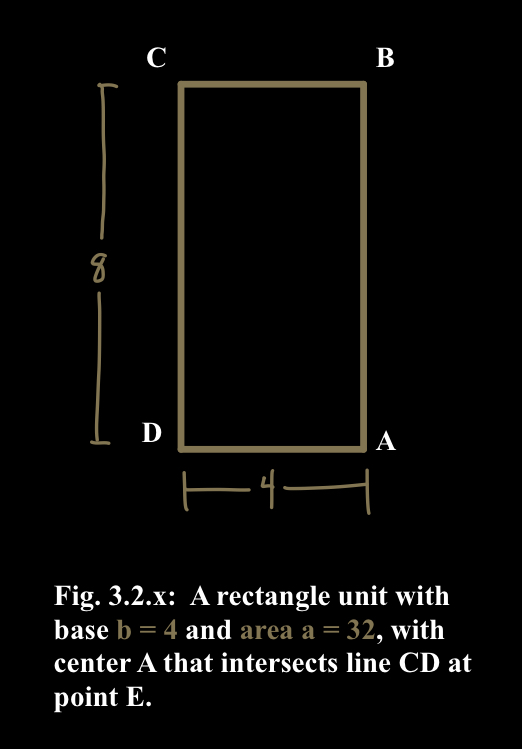 C B
8
D A
4
Fig. 3.2.x: A rectangle unit with
base b = 4 and area a = 32, with
center A that intersects line CD at
point E.